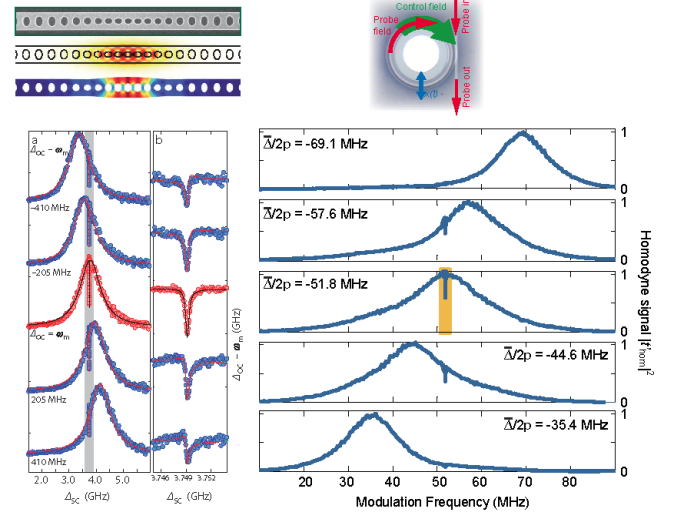 Control field
Probe
field
Probe in
Probe out
x(t)
a
b
Δ_OC − ω_m
-410 MHz
-205 MHz
Δ_OC = ω_m
205 MHz
410 MHz
2.0 3.0 4.0 5.0
Δ_SC (GHz)
3.746 3.749 3.752
Δ_SC (GHz)
Δ_OC − ω_m (GHz)
Δ̅/2p = -69.1 MHz
1
0
Δ̅/2p = -57.6 MHz
1
0
Δ̅/2p = -51.8 MHz
1
0
Δ̅/2p = -44.6 MHz
1
0
Δ̅/2p = -35.4 MHz
1
0
20 30 40 50 60 70 80
Modulation Frequency (MHz)
Homodyne signal |t^hom|²